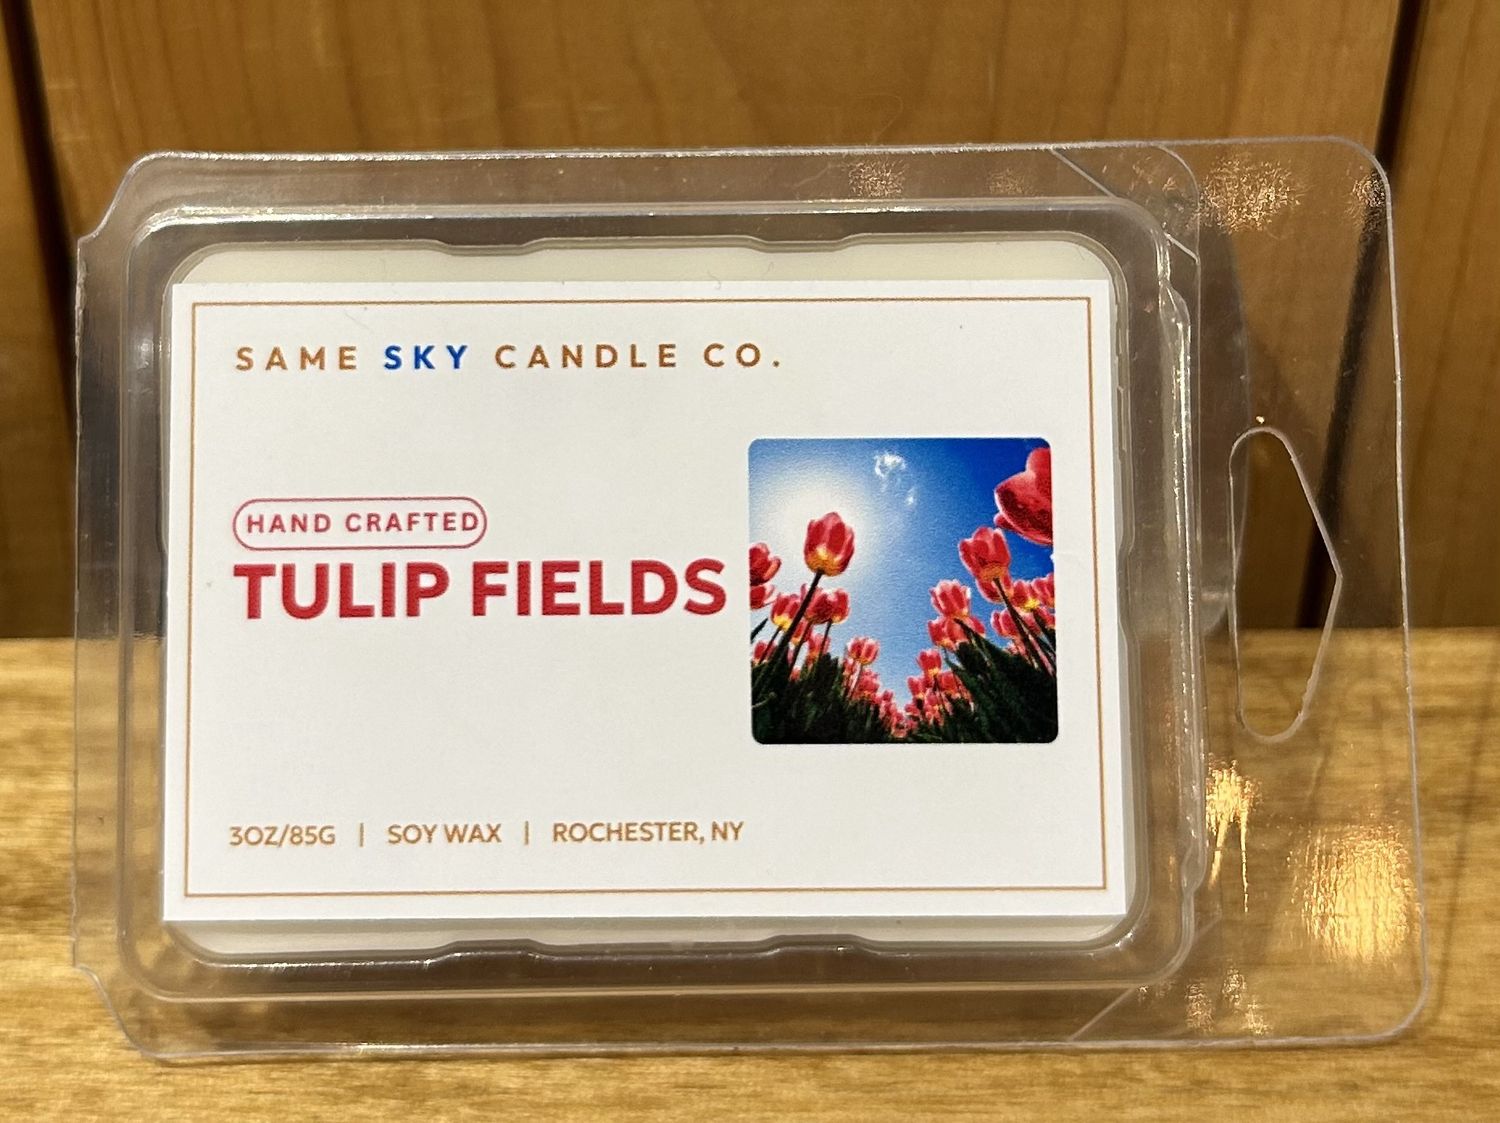 SAME SKY CANDLE CO.
HAND CRAFTED
TULIP FIELDS
3OZ/85G | SOY WAX | ROCHESTER, NY